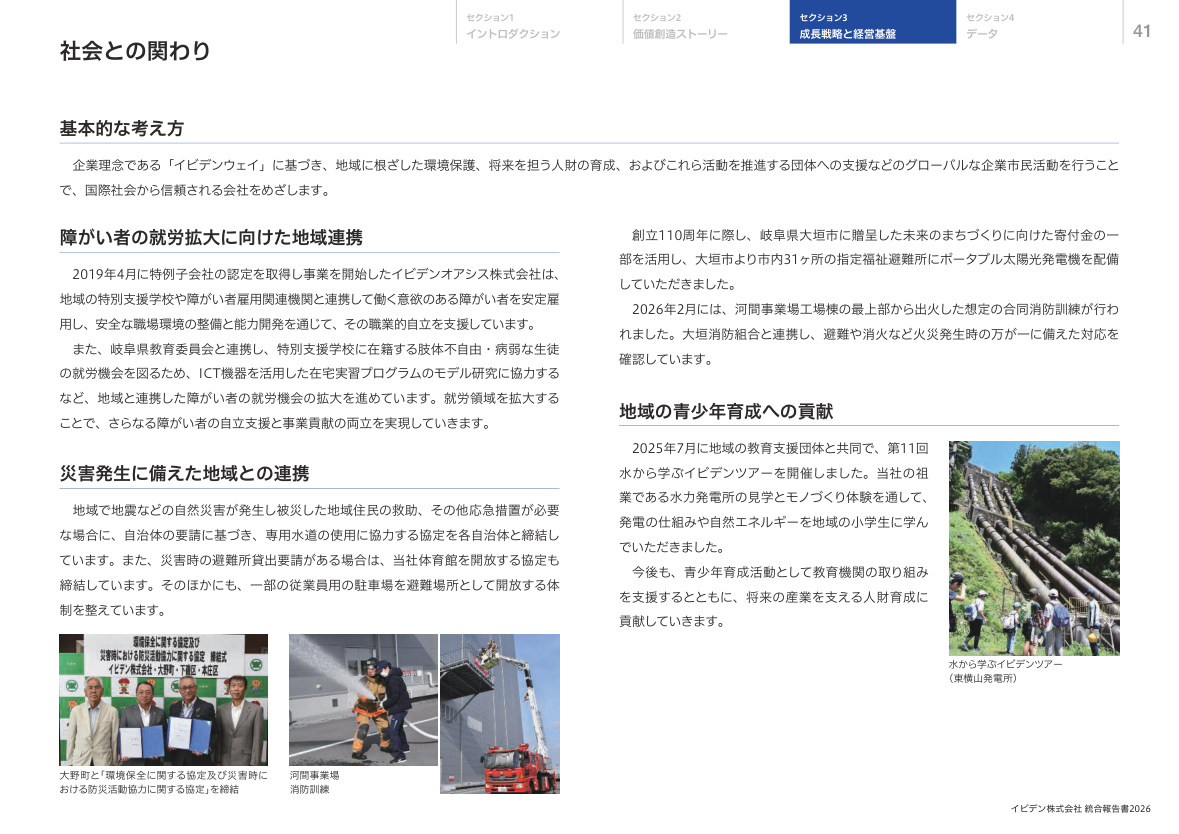 社会との関わり
セクション1
イントロダクション
セクション2
価値創造ストーリー
セクション3
成長戦略と経営基盤
セクション4
データ
41
基本的な考え方
企業理念である「イビデンウェイ」に基づき、地域に根ざした環境保護、将来を担う人財の育成、およびこれら活動を推進する団体への支援などのグローバルな企業市民活動を行うこと
で、国際社会から信頼される会社をめざします。
障がい者の就労拡大に向けた地域連携
2019年4月に特例子会社の認定を取得し事業を開始したイビデンオアシス株式会社は、
地域の特別支援学校や障がい者雇用関連機関と連携して働く意欲のある障がい者を安定雇
用し、安全な職場環境の整備と能力開発を通じて、その職業的自立を支援しています。
また、岐阜県教育委員会と連携し、特別支援学校に在籍する肢体不自由・病弱な生徒
の就労機会を図るため、ICT機器を活用した在宅実習プログラムのモデル研究に協力する
など、地域と連携した障がい者の就労機会の拡大を進めています。就労領域を拡大する
ことで、さらなる障がい者の自立支援と事業貢献の両立を実現していきます。
災害発生に備えた地域との連携
地域で地震などの自然災害が発生し被災した地域住民の救助、その他応急措置が必要
な場合に、自治体の要請に基づき、専用水道の使用に協力する協定を各自治体と締結し
ています。また、災害時の避難所貸出要請がある場合は、当社体育館を開放する協定も
締結しています。そのほかにも、一部の従業員用の駐車場を避難場所として開放する体
制を整えています。
環境保全に関する協定及び
災害時における防災活動協力に関する協定 締結式
イビデン株式会社・大野町・下磯区・本庄区
大野町と「環境保全に関する協定及び災害時に
おける防災活動協力に関する協定」を締結
河間事業場
消防訓練
創立110周年に際し、岐阜県大垣市に贈呈した未来のまちづくりに向けた寄付金の一
部を活用し、大垣市より市内31ヶ所の指定福祉避難所にポータブル太陽光発電機を配備
していただきました。
2026年2月には、河間事業場工場棟の最上部から出火した想定の合同消防訓練が行わ
れました。大垣消防組合と連携し、避難や消火など火災発生時の万が一に備えた対応を
確認しています。
地域の青少年育成への貢献
2025年7月に地域の教育支援団体と共同で、第11回
水から学ぶイビデンツアーを開催しました。当社の祖
業である水力発電所の見学とモノづくり体験を通して、
発電の仕組みや自然エネルギーを地域の小学生に学ん
でいただきました。
今後も、青少年育成活動として教育機関の取り組み
を支援するとともに、将来の産業を支える人財育成に
貢献していきます。
水から学ぶイビデンツアー
（東横山発電所）
イビデン株式会社 統合報告書2026